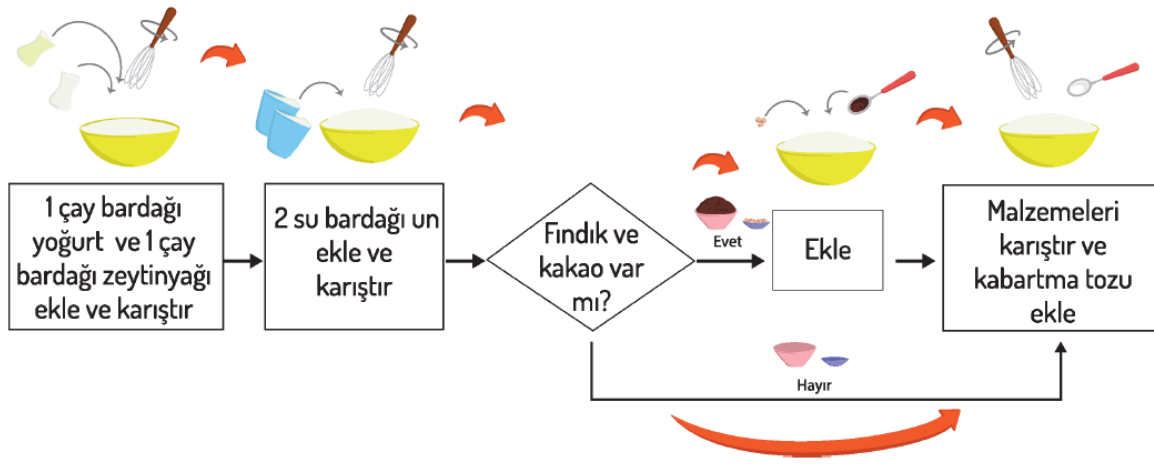 1 çay bardağı
yoğurt ve 1 çay
bardağı zeytinyağı
ekle ve karıştır
2 su bardağı un
ekle ve
karıştır
Fındık ve
kakao var
mı?
Evet
Ekle
Malzemeleri
karıştır ve
kabartma tozu
ekle
Hayır